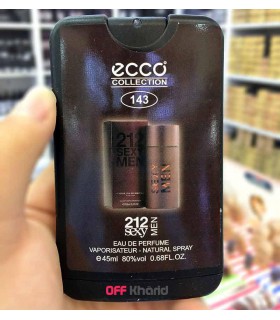 ecco
COLLECTION
143
212
SEXY
MEN
212
sexy
MEN
EAU DE PERFUME
VAPORISATEUR - NATURAL SPRAY
e45ml 80%vol 0.68FL.OZ.
OFF Kharid